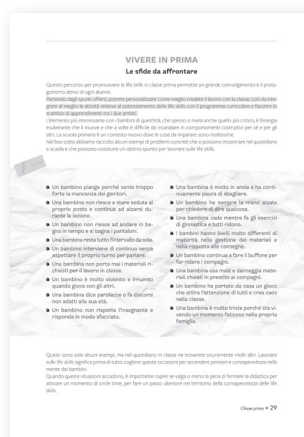 VIVERE IN PRIMA
Le sfide da affrontare
Questo percorso per promuovere le life skills in classe prima permetterà un grande coinvolgimento e il prota-
gonismo attivo di ogni alunno.
Partendo dagli spunti offerti, potrete personalizzare come meglio credete il lavoro con la classe, così da inte-
grare al meglio le attività relative al potenziamento delle life skills con il programma curricolare e favorire lo
scambio di apprendimenti tra i due ambiti.
L'elemento più interessante con i bambini di quest'età, che spesso si rivela anche quello più critico, è l'energia
esuberante che li muove e che a volte è difficile da incanalare in comportamenti costruttivi per sé e per gli
altri. La scuola primaria è un contesto nuovo dove le cose da imparare sono moltissime.
Nel box sotto abbiamo raccolto alcuni esempi di problemi concreti che si possono incontrare nel quotidiano
a scuola e che possono costituire un ottimo spunto per lavorare sulle life skills.
Un bambino piange perché sente troppo
forte la mancanza dei genitori.
Una bambina non riesce a stare seduta al
proprio posto e continua ad alzarsi du-
rante la lezione.
Un bambino non riesce ad andare in ba-
gno in tempo e si bagna i pantaloni.
Una bambina resta tutto l'intervallo da sola.
Un bambino interviene di continuo senza
aspettare il proprio turno per parlare.
Una bambina non porta mai i materiali ri-
chiesti per il lavoro in classe.
Un bambino è molto violento e irruento
quando gioca con gli altri.
Una bambina dice parolacce o fa discorsi
non adatti alla sua età.
Un bambino non rispetta l'insegnante e
risponde in modo sfacciato.
Una bambina è molto in ansia e ha conti-
nuamente paura di sbagliare.
Un bambino ha sempre la mano alzata
per chiedere di dire qualcosa.
Una bambina cade mentre fa gli esercizi
di ginnastica e tutti ridono.
I bambini hanno livelli molto differenti di
maturità, nella gestione dei materiali e
nella risposta alle consegne.
Un bambino continua a fare il buffone per
far ridere i compagni.
Una bambina usa male e danneggia mate-
riali chiesti in prestito ai compagni.
Un bambino ha portato da casa un gioco
che attira l'attenzione di tutti e crea caos
nella classe.
Una bambina è molto triste perché sta vi-
vendo un momento faticoso nella propria
famiglia.
Questi sono solo alcuni esempi, ma nel quotidiano in classe ne troverete sicuramente molti altri. Lavorare
sulle life skills significa prima di tutto cogliere queste occasioni per accendere pensieri e consapevolezza nella
mente dei bambini.
Quando queste situazioni accadono, è importante capire se valga o meno la pena di fermare la didattica per
attivare un momento di circle time, per fare un passo ulteriore nel territorio della consapevolezza delle life
skills.
Classe prima • 29